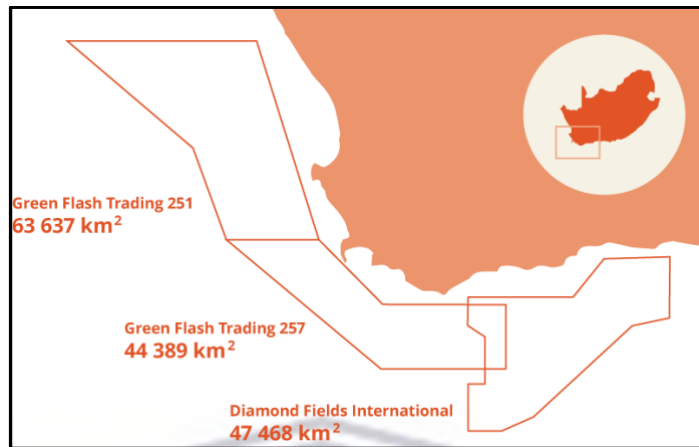 Green Flash Trading 251
63 637 km²
Green Flash Trading 257
44 389 km²
Diamond Fields International
47 468 km²